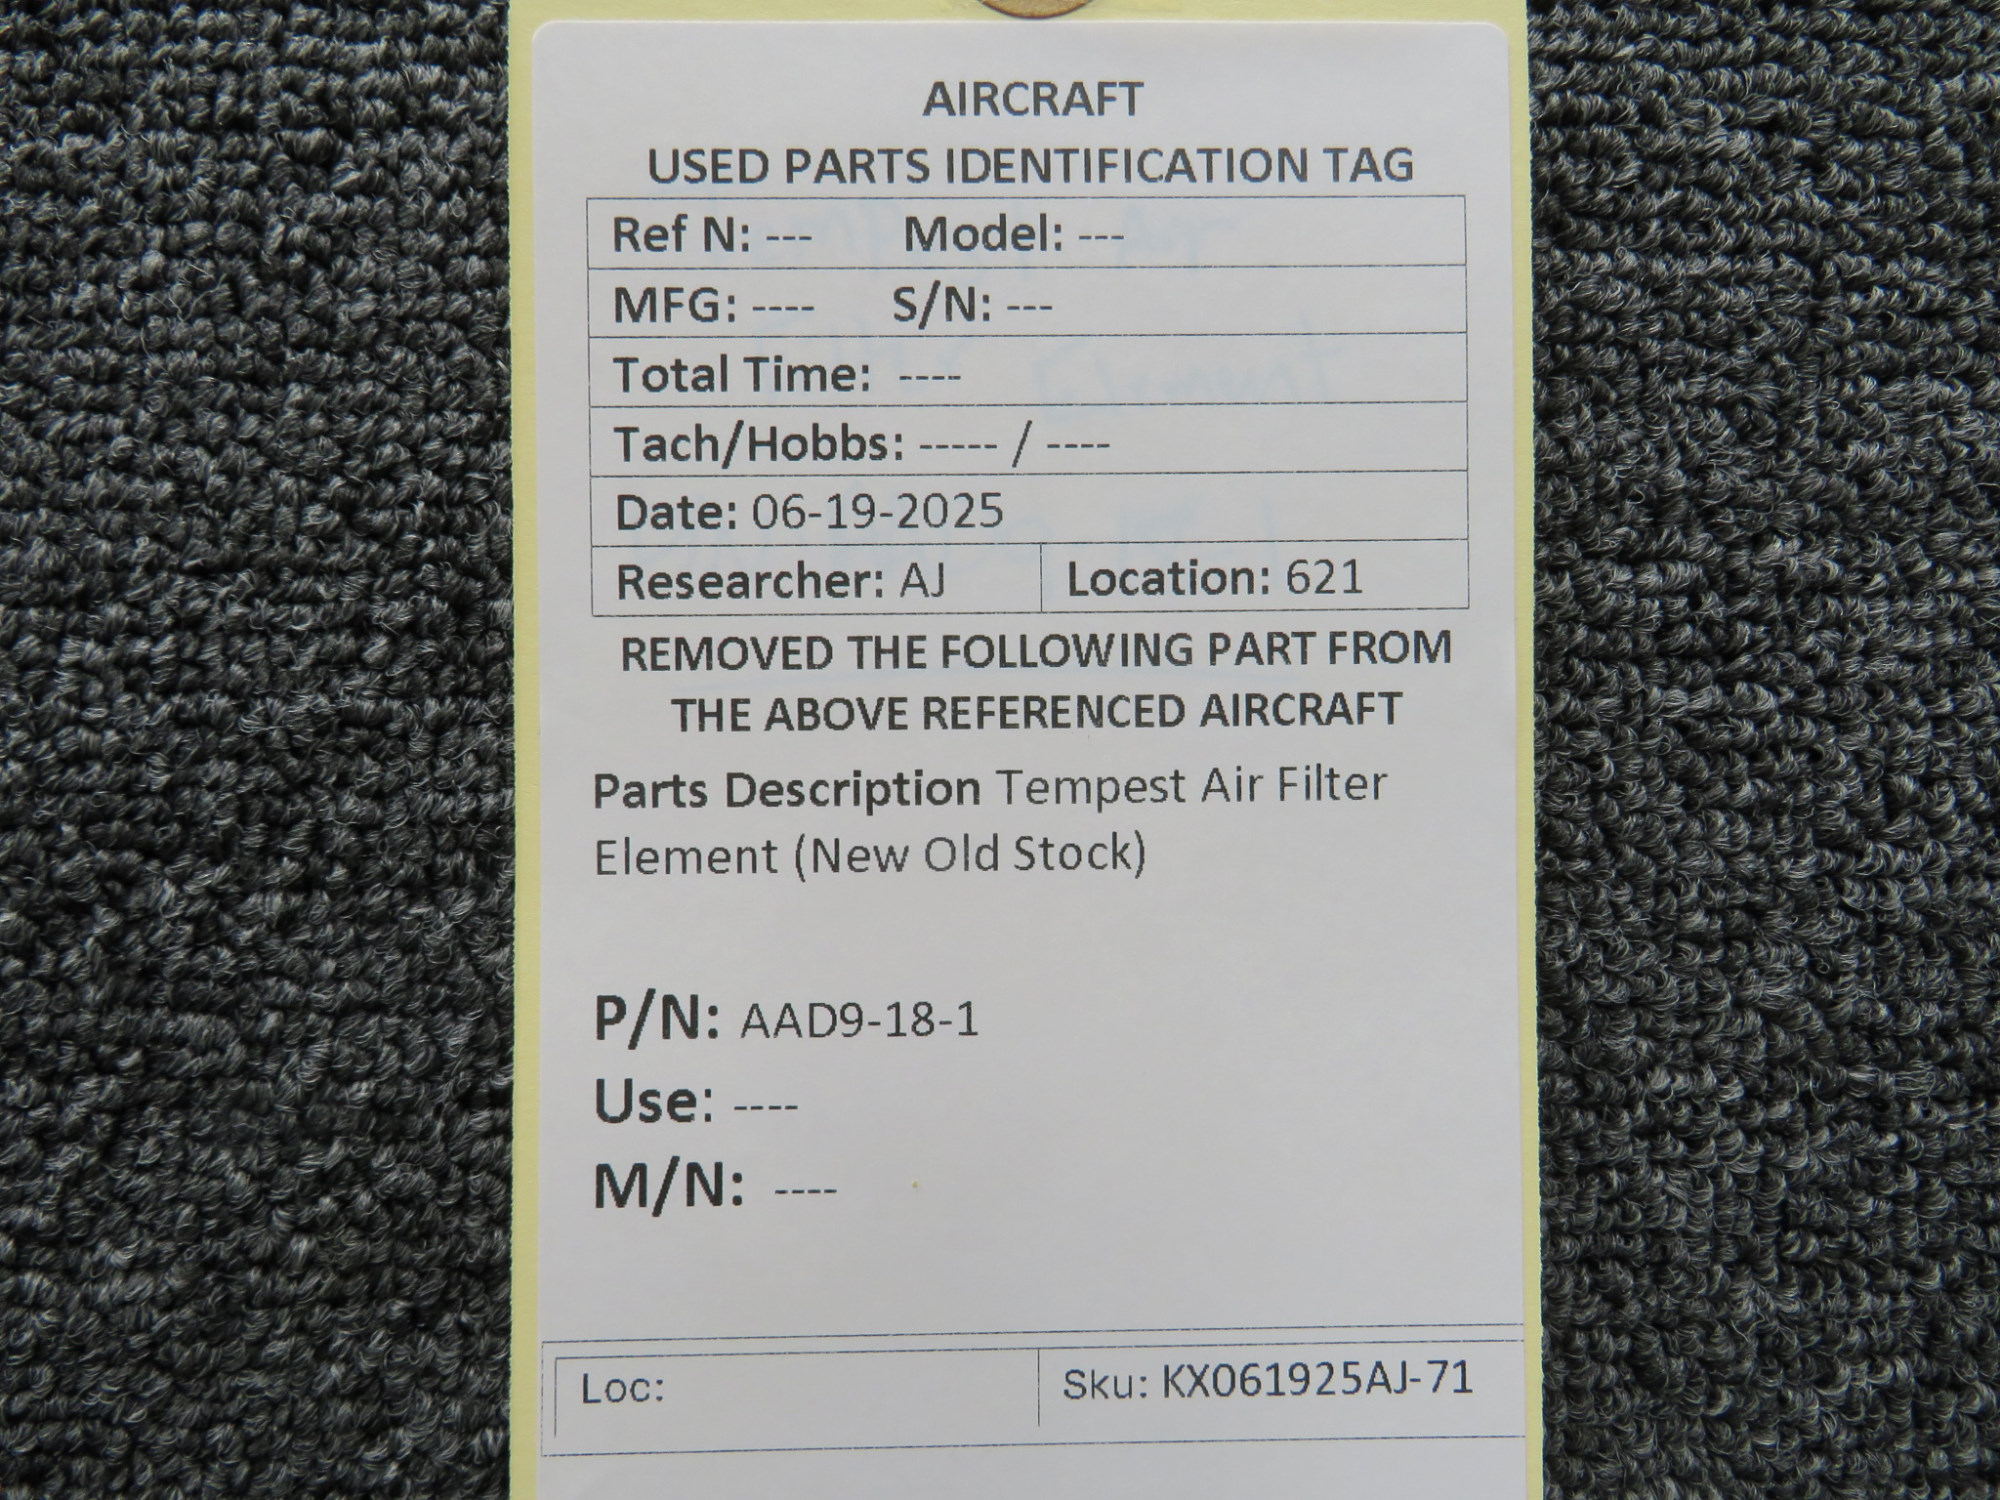 AIRCRAFT
USED PARTS IDENTIFICATION TAG
Ref N: --- Model: ---
MFG: ---- S/N: ---
Total Time: ----
Tach/Hobbs: ----- / ----
Date: 06-19-2025
Researcher: AJ Location: 621
REMOVED THE FOLLOWING PART FROM
THE ABOVE REFERENCED AIRCRAFT
Parts Description Tempest Air Filter
Element (New Old Stock)
P/N: AAD9-18-1
Use: ----
M/N: ----
Loc: Sku: KX061925AJ-71